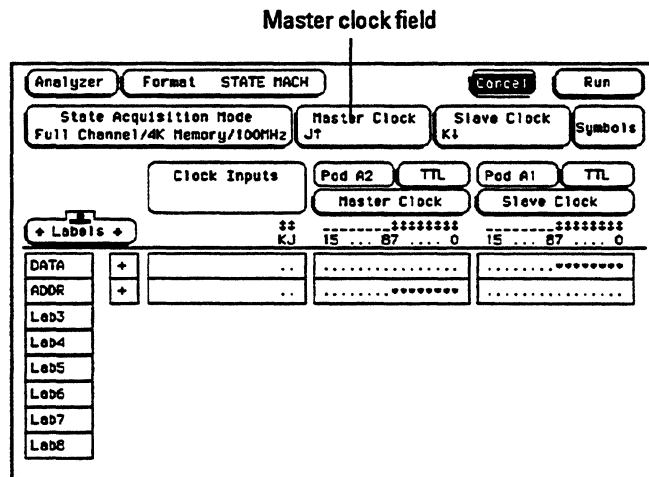 Master clock field
Analyzer Format STATE MACH Cancel Run
State Acquisition Mode
Full Channel/4K Memory/100MHz
Master Clock
J↑
Slave Clock
K↓
Symbols
Clock Inputs
Pod A2 TTL
Master Clock
Pod A1 TTL
Slave Clock
+ Labels +
KJ 15 ... 87 .... 0 15 ... 87 .... 0
DATA + .. ................ ........********
ADDR + .. ........******** ................
Lab3
Lab4
Lab5
Lab6
Lab7
Lab8